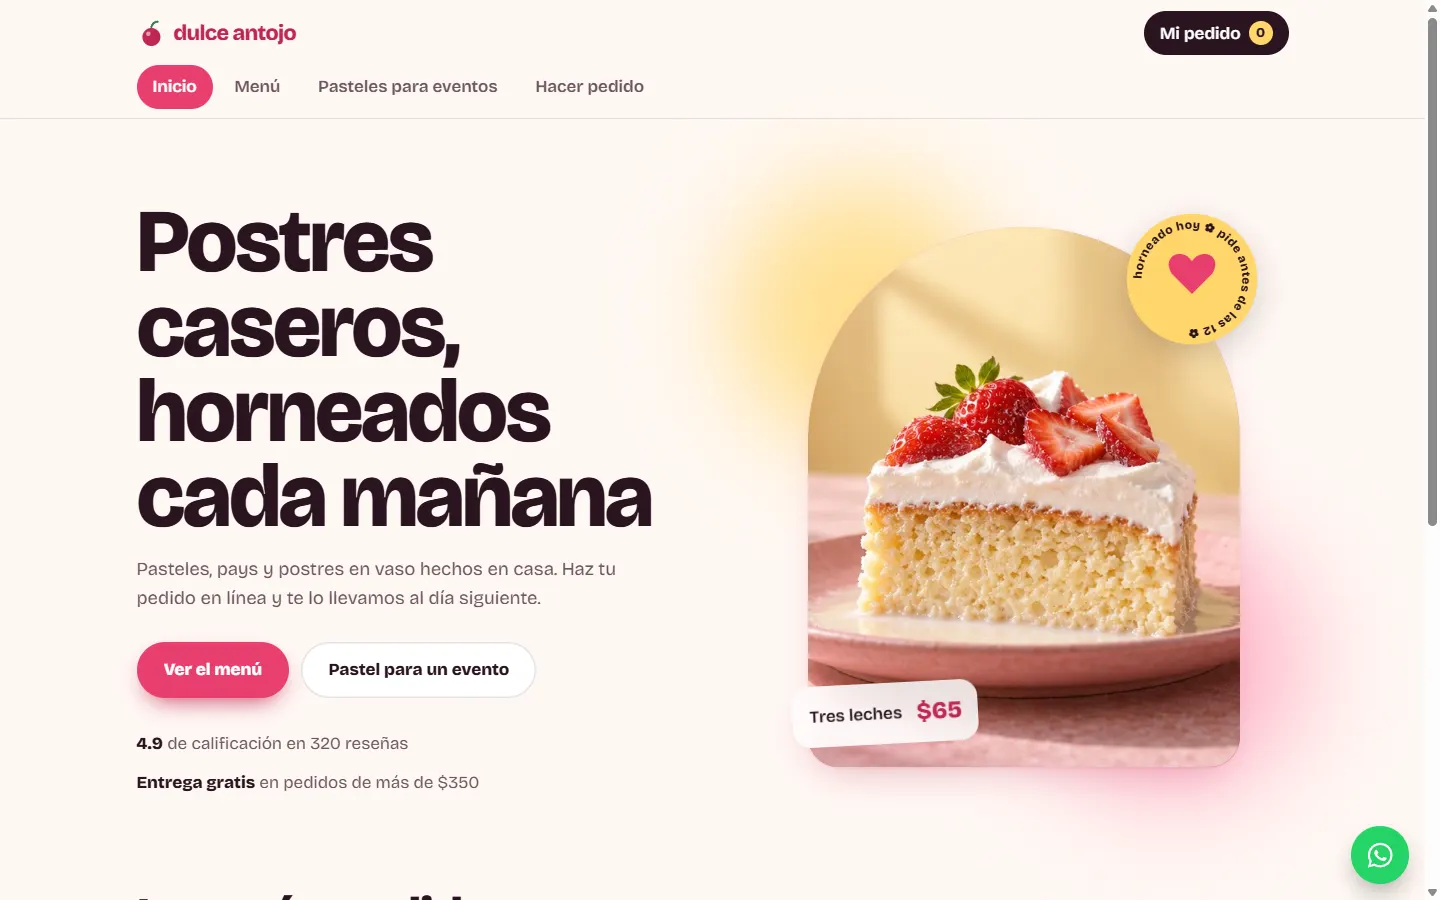 dulce antojo
Mi pedido 0
Inicio
Menú
Pasteles para eventos
Hacer pedido
Postres
caseros,
horneados
cada mañana
Pasteles, pays y postres en vaso hechos en casa. Haz tu
pedido en línea y te lo llevamos al día siguiente.
Ver el menú
Pastel para un evento
4.9 de calificación en 320 reseñas
Entrega gratis en pedidos de más de $350
horneado hoy ✿ pide antes de las 12 ✿
Tres leches $65